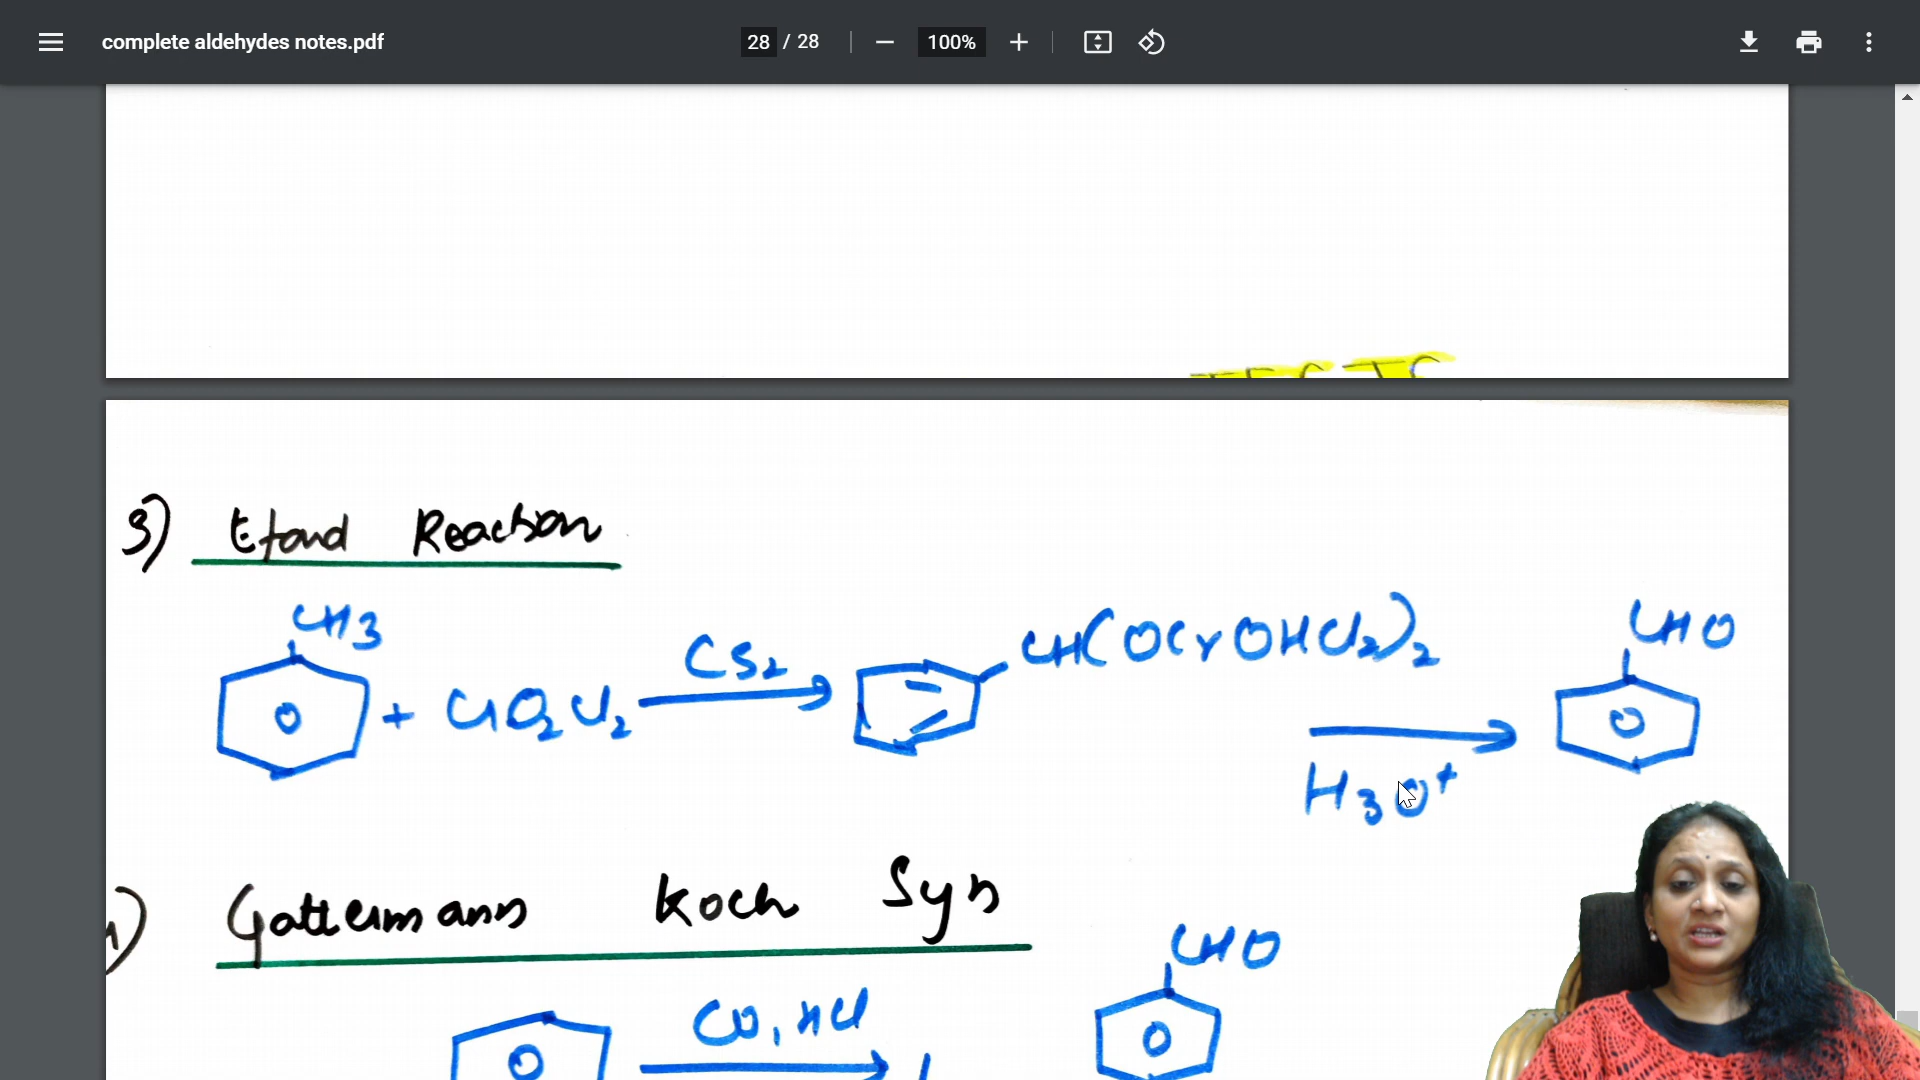 complete aldehydes notes.pdf 28 / 28 100%
3) Etard Reaction
CH3 CHO
CS2 CH(OCrOHCl2)2
+ CrO2Cl2
H3O+
Gattermann Koch Syn
CHO
CO, HCl